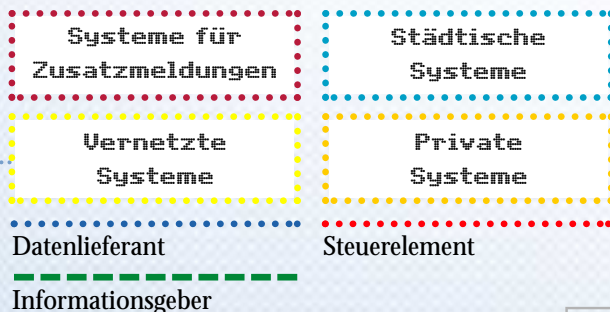 Systeme für
Zusatzmeldungen
Städtische
Systeme
Vernetzte
Systeme
Private
Systeme
Datenlieferant
Steuerelement
Informationsgeber